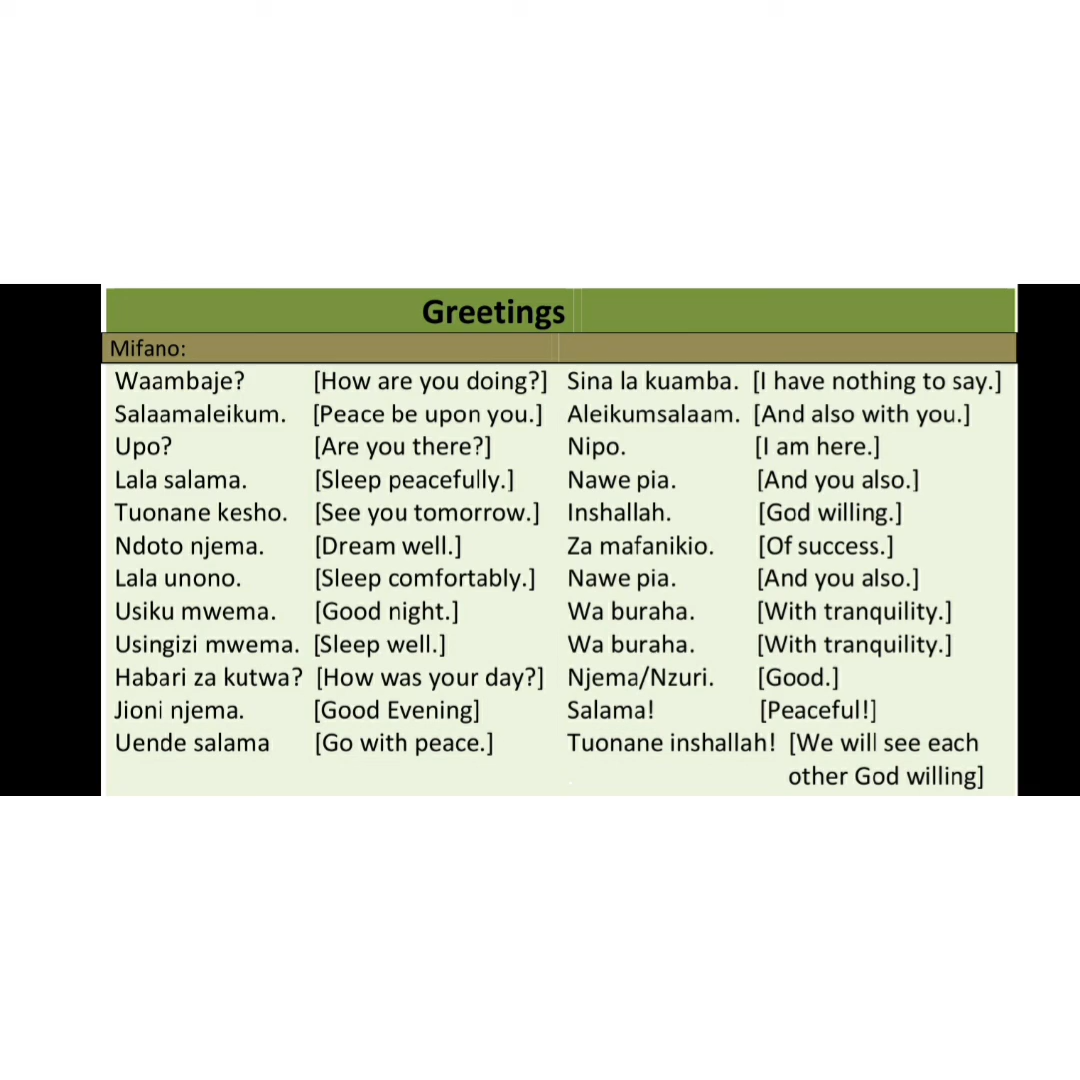 Greetings
Mifano:
Waambaje? [How are you doing?] Sina la kuamba. [I have nothing to say.]
Salaamaleikum. [Peace be upon you.] Aleikumsalaam. [And also with you.]
Upo? [Are you there?] Nipo. [I am here.]
Lala salama. [Sleep peacefully.] Nawe pia. [And you also.]
Tuonane kesho. [See you tomorrow.] Inshallah. [God willing.]
Ndoto njema. [Dream well.] Za mafanikio. [Of success.]
Lala unono. [Sleep comfortably.] Nawe pia. [And you also.]
Usiku mwema. [Good night.] Wa buraha. [With tranquility.]
Usingizi mwema. [Sleep well.] Wa buraha. [With tranquility.]
Habari za kutwa? [How was your day?] Njema/Nzuri. [Good.]
Jioni njema. [Good Evening] Salama! [Peaceful!]
Uende salama [Go with peace.] Tuonane inshallah! [We will see each
other God willing]